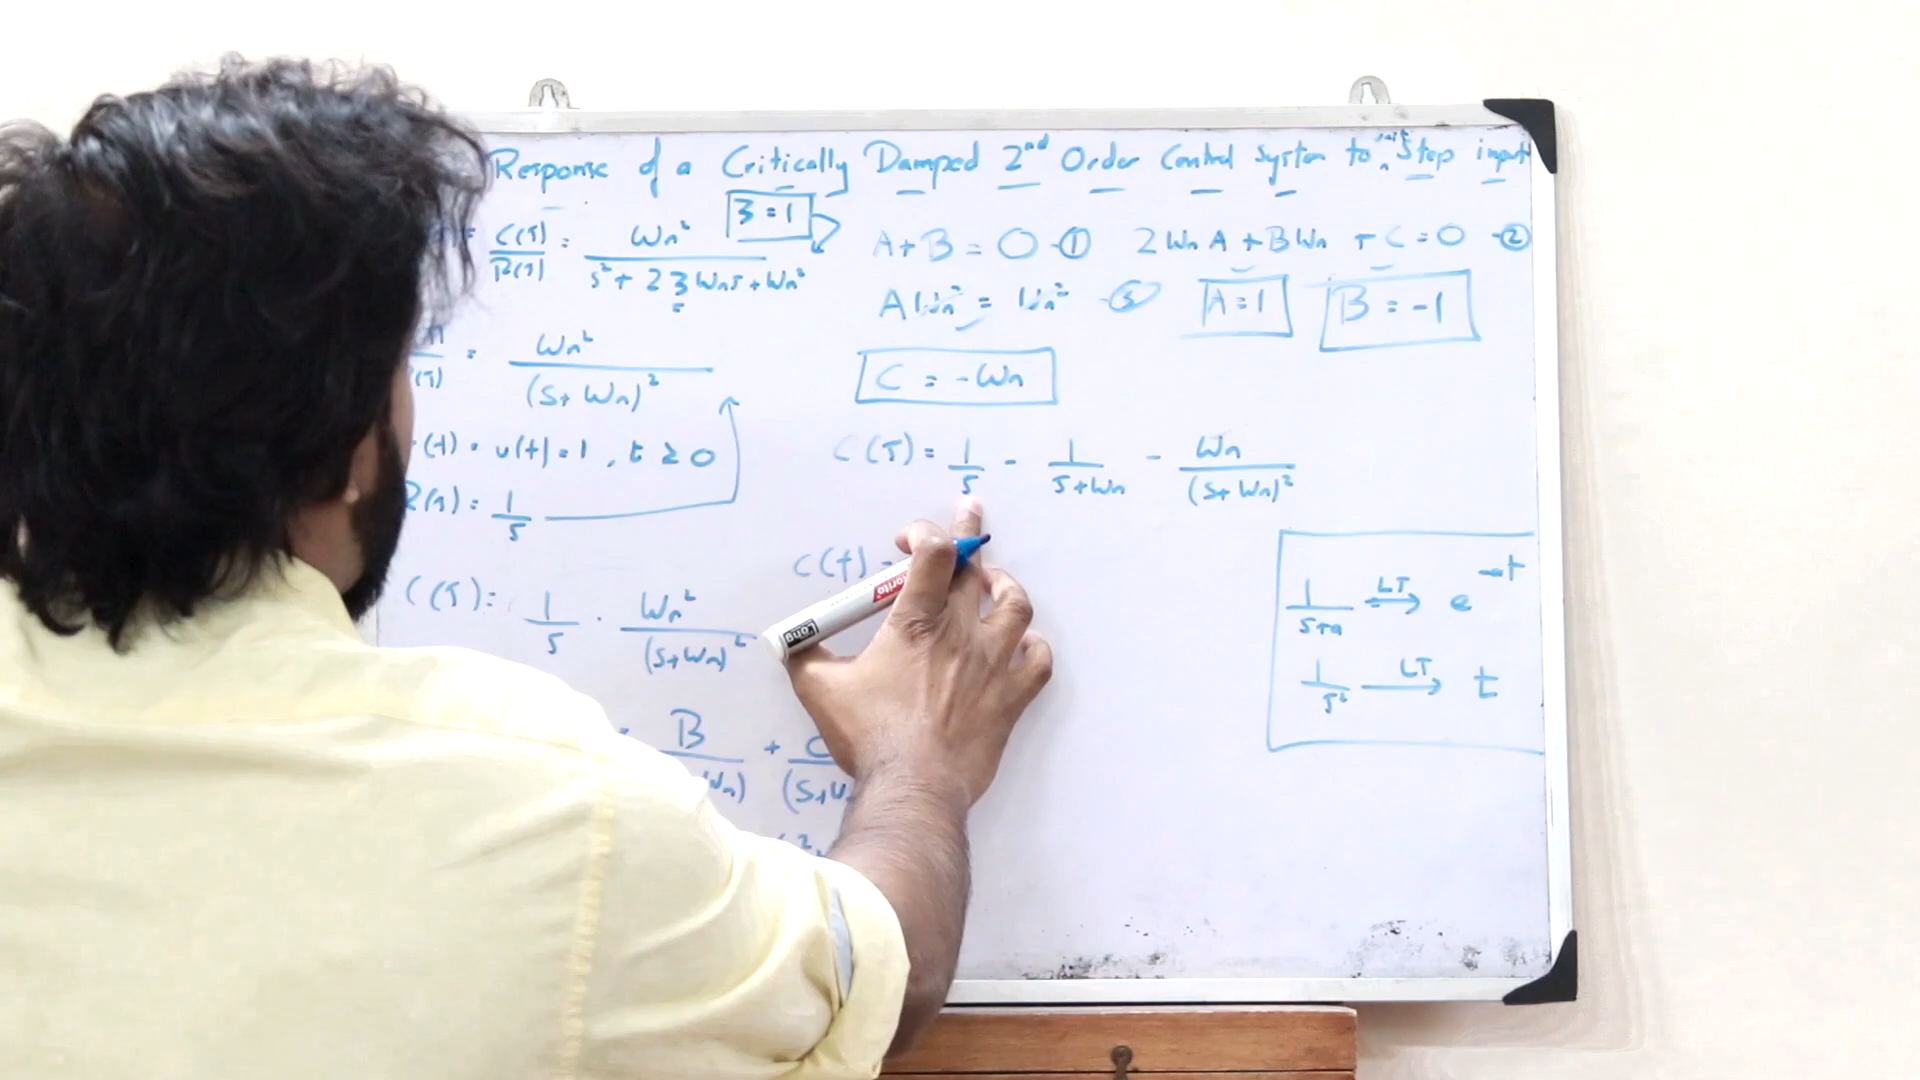 Response of a Critically Damped 2nd Order Control System to unit Step input
C(s)/R(s) = Wn²/(s² + 2ζWns + Wn²)
ζ = 1
= Wn²/(s + Wn)²
(t) = u(t) = 1, t ≥ 0
R(s) = 1/s
C(s) = 1/s · Wn²/(s+Wn)²
B + C
Wn) (s+W
A + B = 0 - ① 2WnA + BWn + C = 0 - ②
AWn² = Wn² - ③ A = 1 B = -1
C = -Wn
C(s) = 1/s - 1/(s+Wn) - Wn/(s+Wn)²
c(t) =
1/(s+a) LT e^-t
1/s² LT t
Long